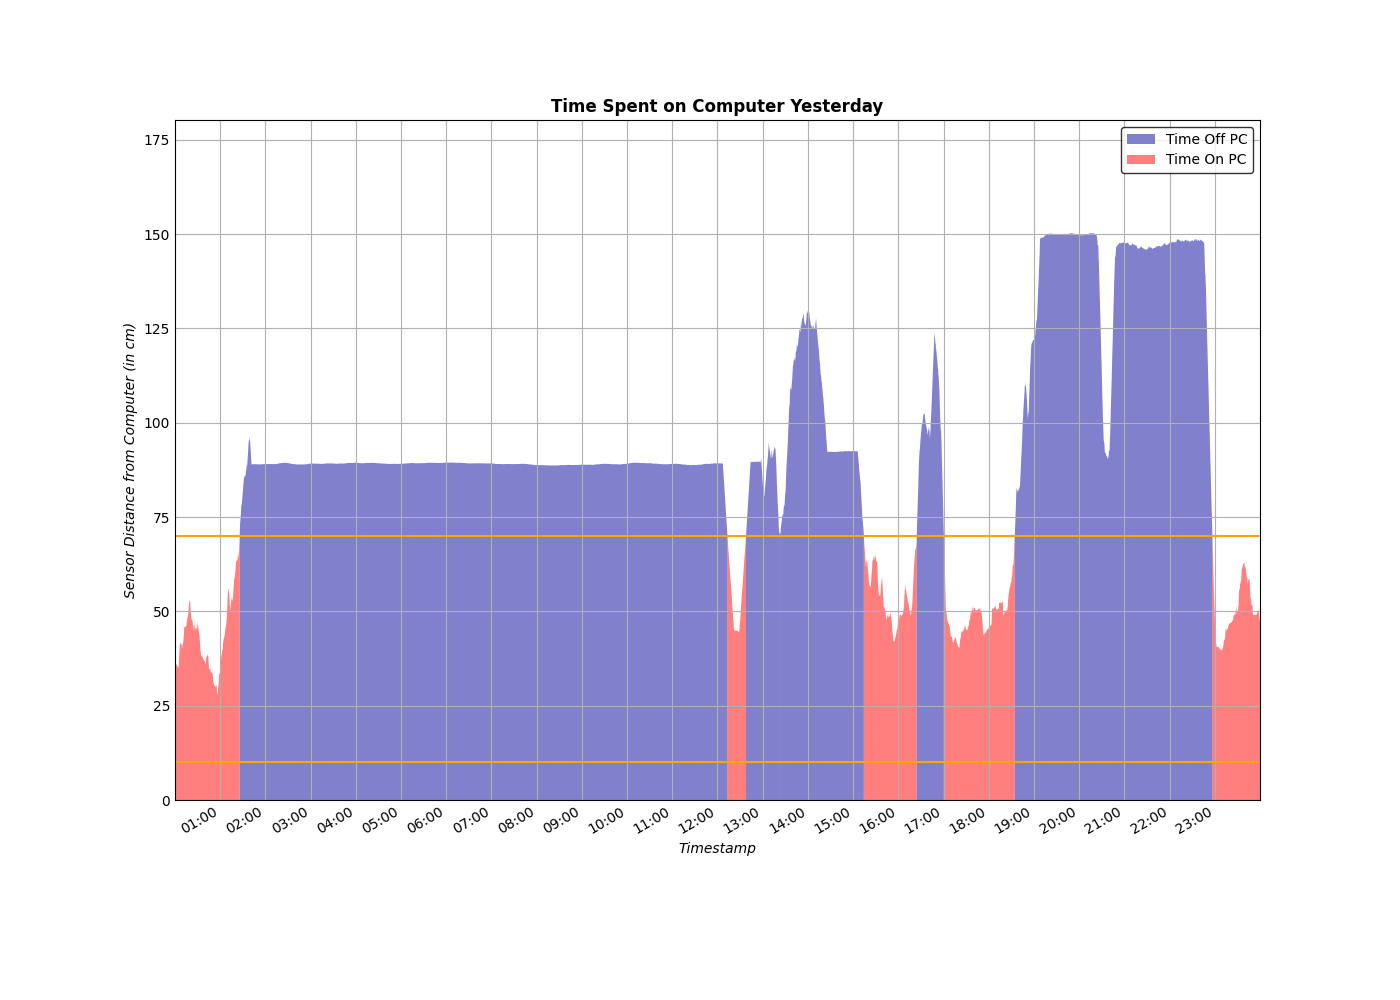 Time Spent on Computer Yesterday
Time Off PC
Time On PC
175
150
125
100
75
50
25
0
Sensor Distance from Computer (in cm)
01:00 02:00 03:00 04:00 05:00 06:00 07:00 08:00 09:00 10:00 11:00 12:00 13:00 14:00 15:00 16:00 17:00 18:00 19:00 20:00 21:00 22:00 23:00
Timestamp